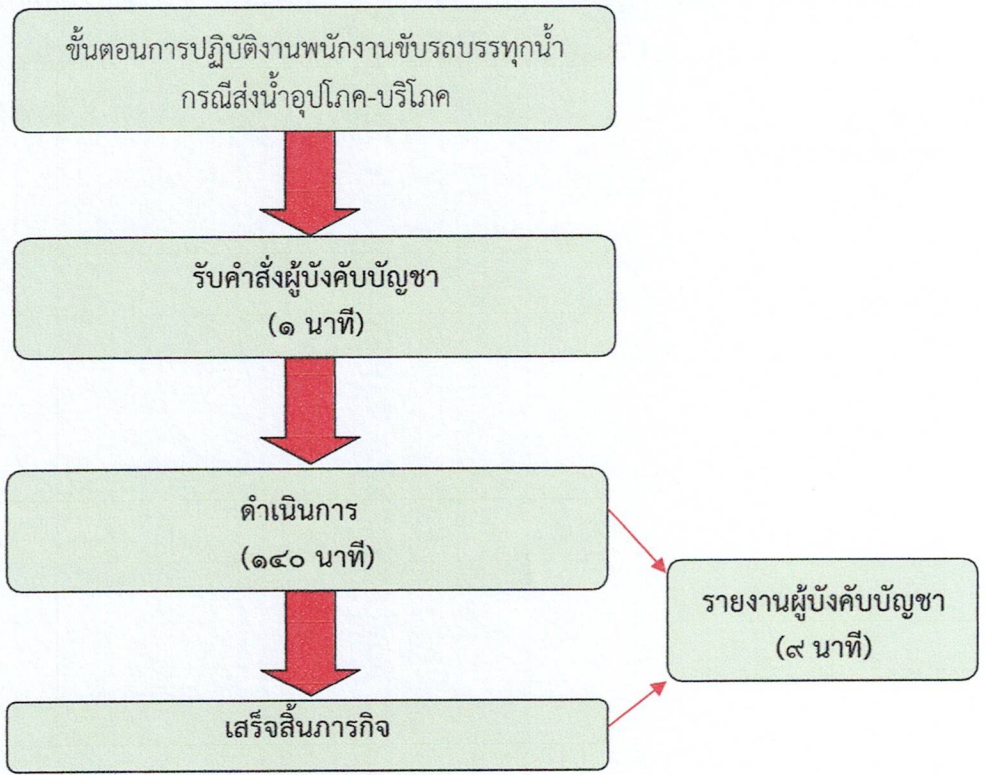 ขั้นตอนการปฏิบัติงานพนักงานขับรถบรรทุกน้ำ
กรณีส่งน้ำอุปโภค-บริโภค
รับคำสั่งผู้บังคับบัญชา
(๑ นาที)
ดำเนินการ
(๑๔๐ นาที)
รายงานผู้บังคับบัญชา
(๙ นาที)
เสร็จสิ้นภารกิจ